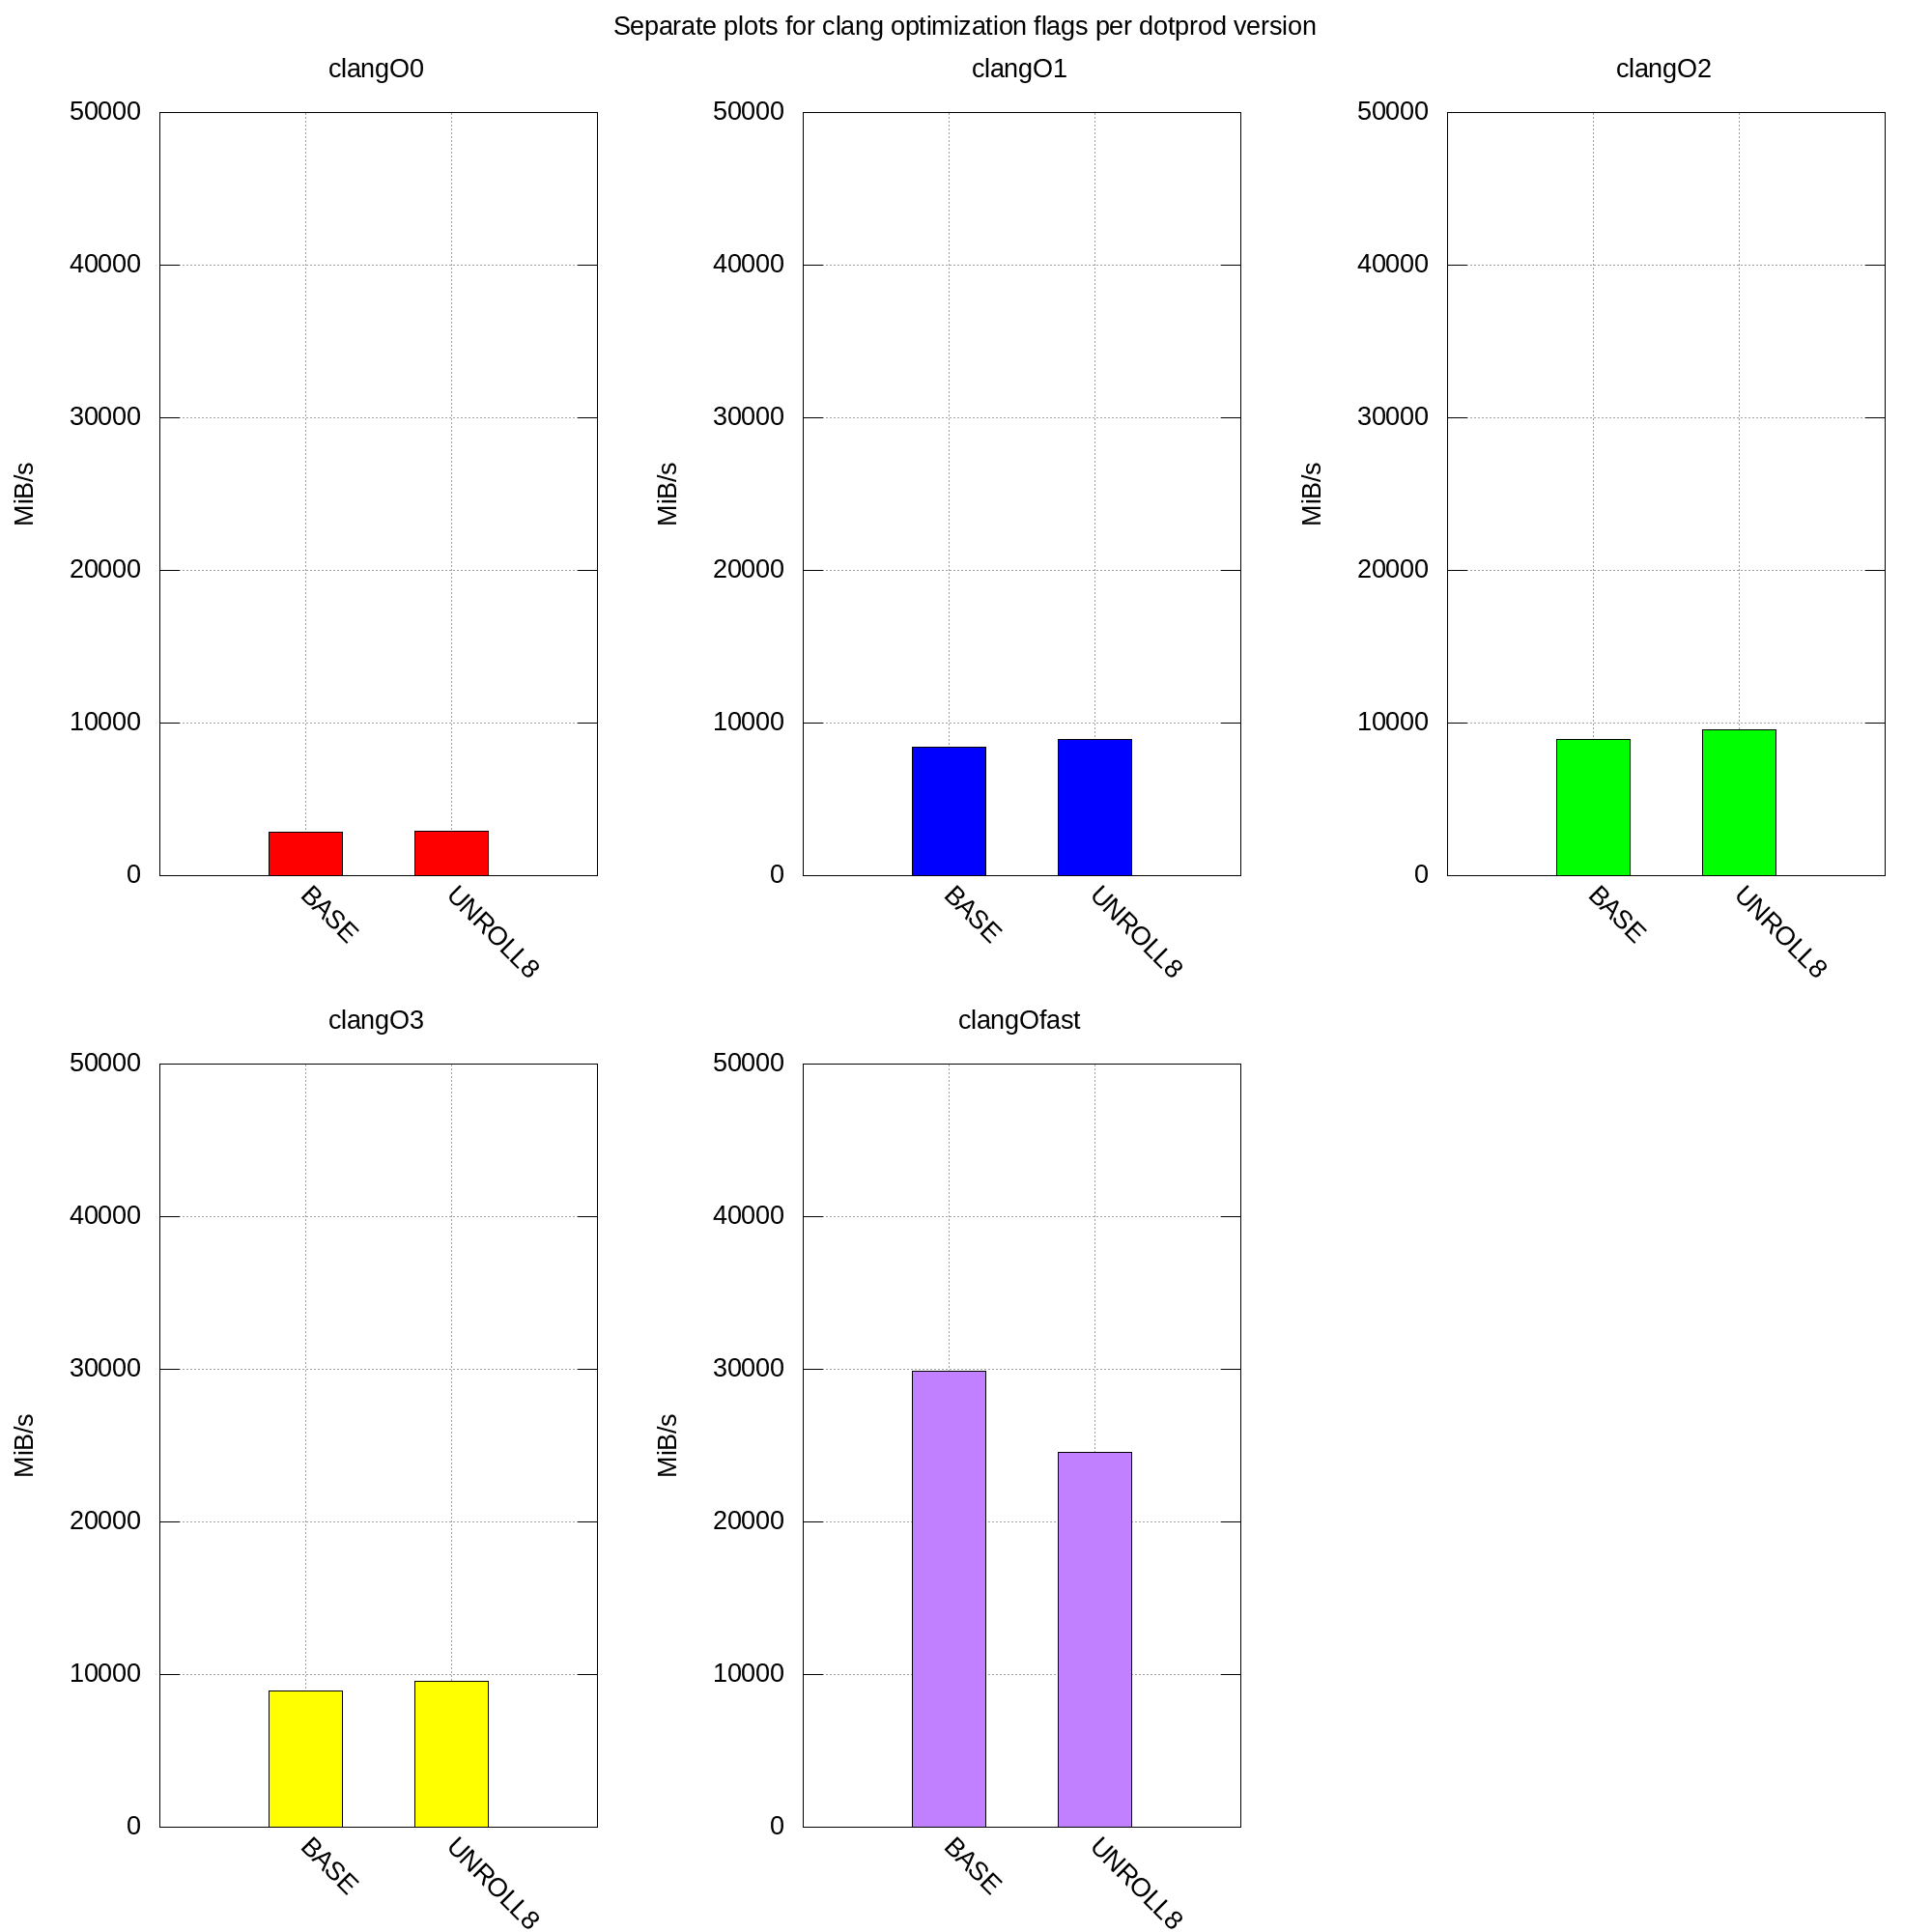 Separate plots for clang optimization flags per dotprod version
clangO0
50000
40000
30000
20000
10000
0
MiB/s
BASE
UNROLL8
clangO1
50000
40000
30000
20000
10000
0
MiB/s
BASE
UNROLL8
clangO2
50000
40000
30000
20000
10000
0
MiB/s
BASE
UNROLL8
clangO3
50000
40000
30000
20000
10000
0
MiB/s
BASE
UNROLL8
clangOfast
50000
40000
30000
20000
10000
0
MiB/s
BASE
UNROLL8